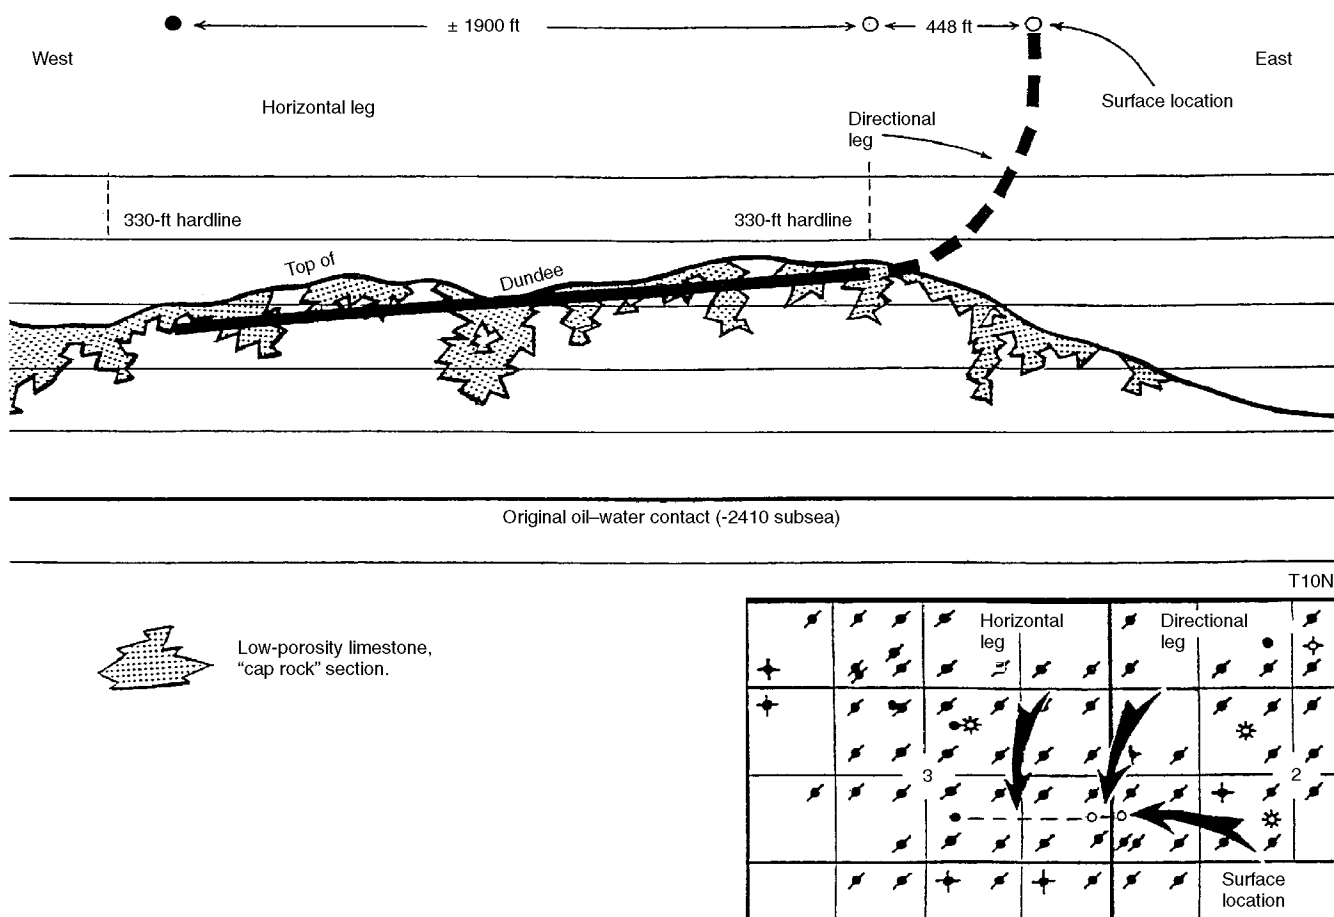 ± 1900 ft
448 ft
West
East
Horizontal leg
Surface location
Directional
leg
330-ft hardline
330-ft hardline
Top of
Dundee
Original oil–water contact (-2410 subsea)
T10N
Low-porosity limestone,
“cap rock” section.
Horizontal
leg
Directional
leg
3
2
Surface
location